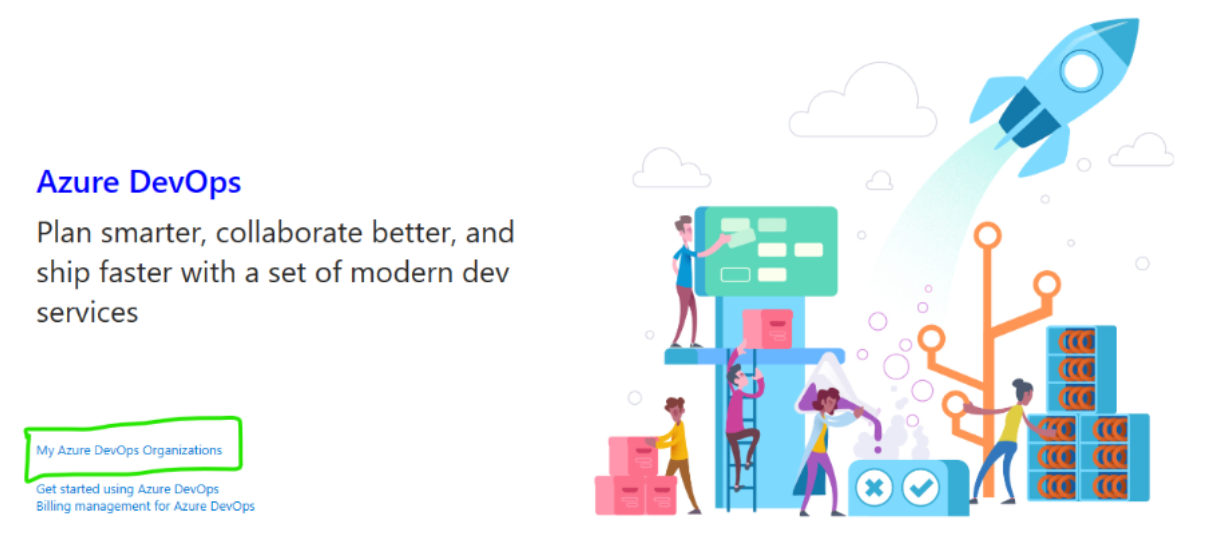 Azure DevOps
Plan smarter, collaborate better, and
ship faster with a set of modern dev
services
My Azure DevOps Organizations
Get started using Azure DevOps
Billing management for Azure DevOps